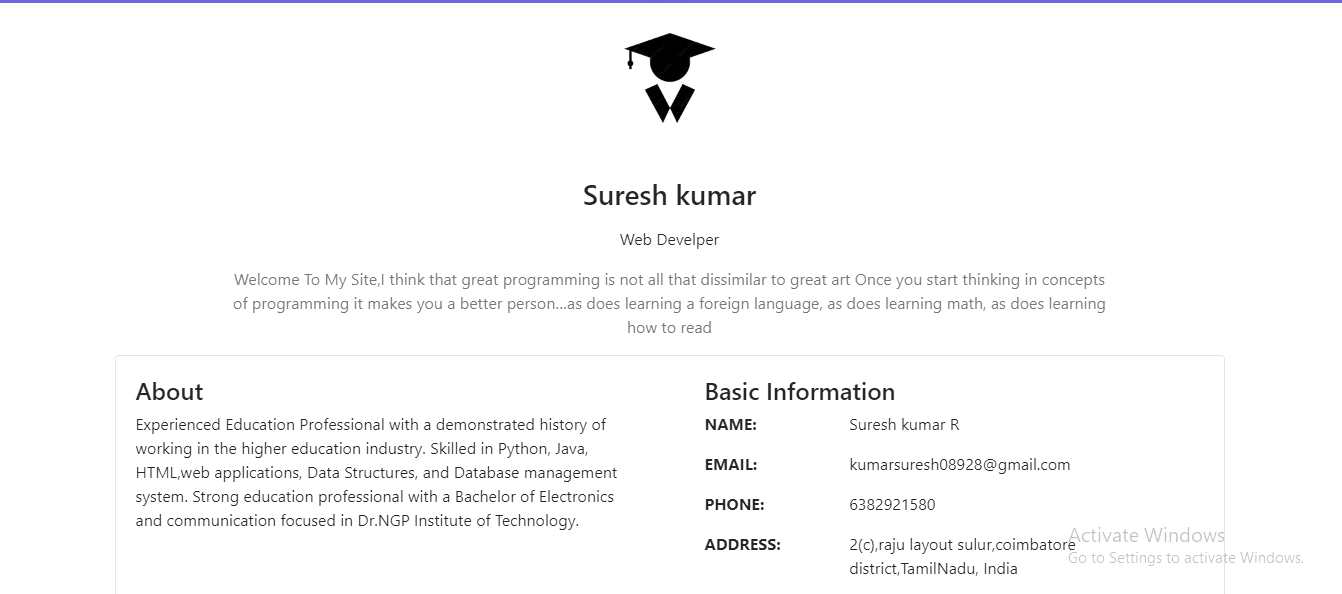 Suresh kumar
Web Develper
Welcome To My Site,I think that great programming is not all that dissimilar to great art Once you start thinking in concepts
of programming it makes you a better person...as does learning a foreign language, as does learning math, as does learning
how to read
About
Experienced Education Professional with a demonstrated history of
working in the higher education industry. Skilled in Python, Java,
HTML,web applications, Data Structures, and Database management
system. Strong education professional with a Bachelor of Electronics
and communication focused in Dr.NGP Institute of Technology.
Basic Information
NAME: Suresh kumar R
EMAIL: kumarsuresh08928@gmail.com
PHONE: 6382921580
ADDRESS: 2(c),raju layout sulur,coimbatore
district,TamilNadu, India
Activate Windows
Go to Settings to activate Windows.